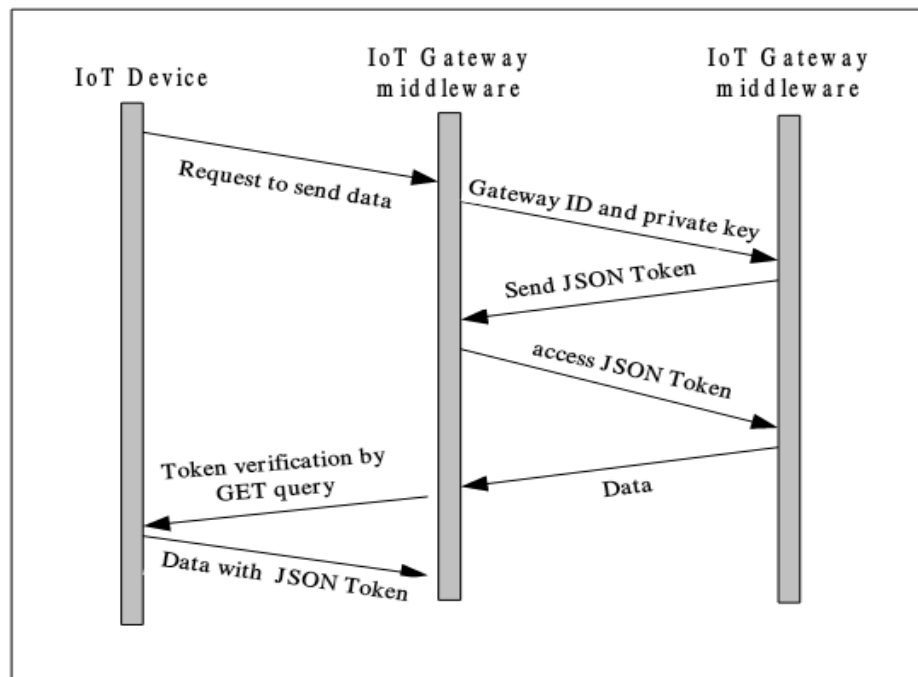 IoT Device
IoT Gateway
middleware
IoT Gateway
middleware
Request to send data
Gateway ID and private key
Send JSON Token
access JSON Token
Token verification by
GET query
Data
Data with JSON Token